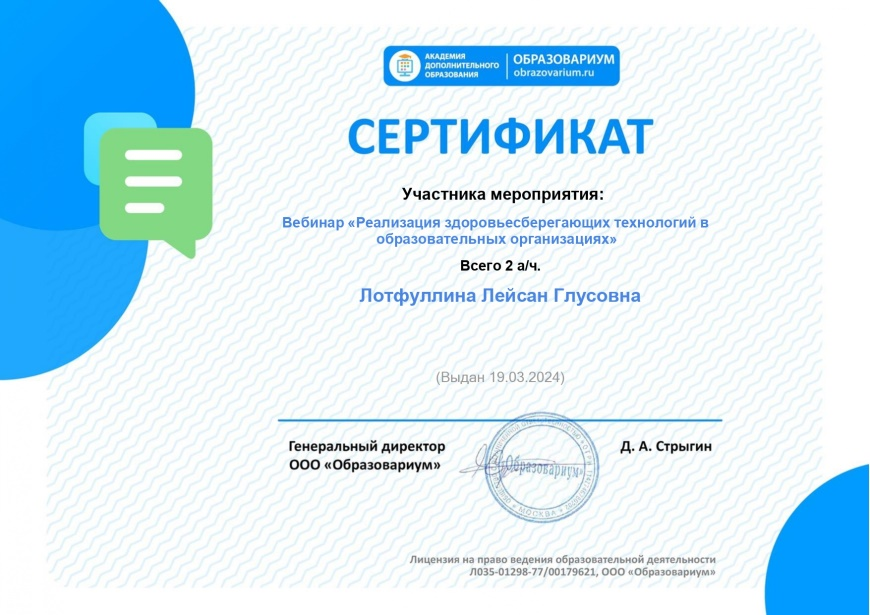 АКАДЕМИЯ
ДОПОЛНИТЕЛЬНОГО
ОБРАЗОВАНИЯ
ОБРАЗОВАРИУМ
obrazovarium.ru
СЕРТИФИКАТ
Участника мероприятия:
Вебинар «Реализация здоровьесберегающих технологий в
образовательных организациях»
Всего 2 а/ч.
Лотфуллина Лейсан Глусовна
(Выдан 19.03.2024)
Генеральный директор
ООО «Образовариум»
Д. А. Стрыгин
«Образовариум»
МОСКВА
Лицензия на право ведения образовательной деятельности
Л035-01298-77/00179621, ООО «Образовариум»